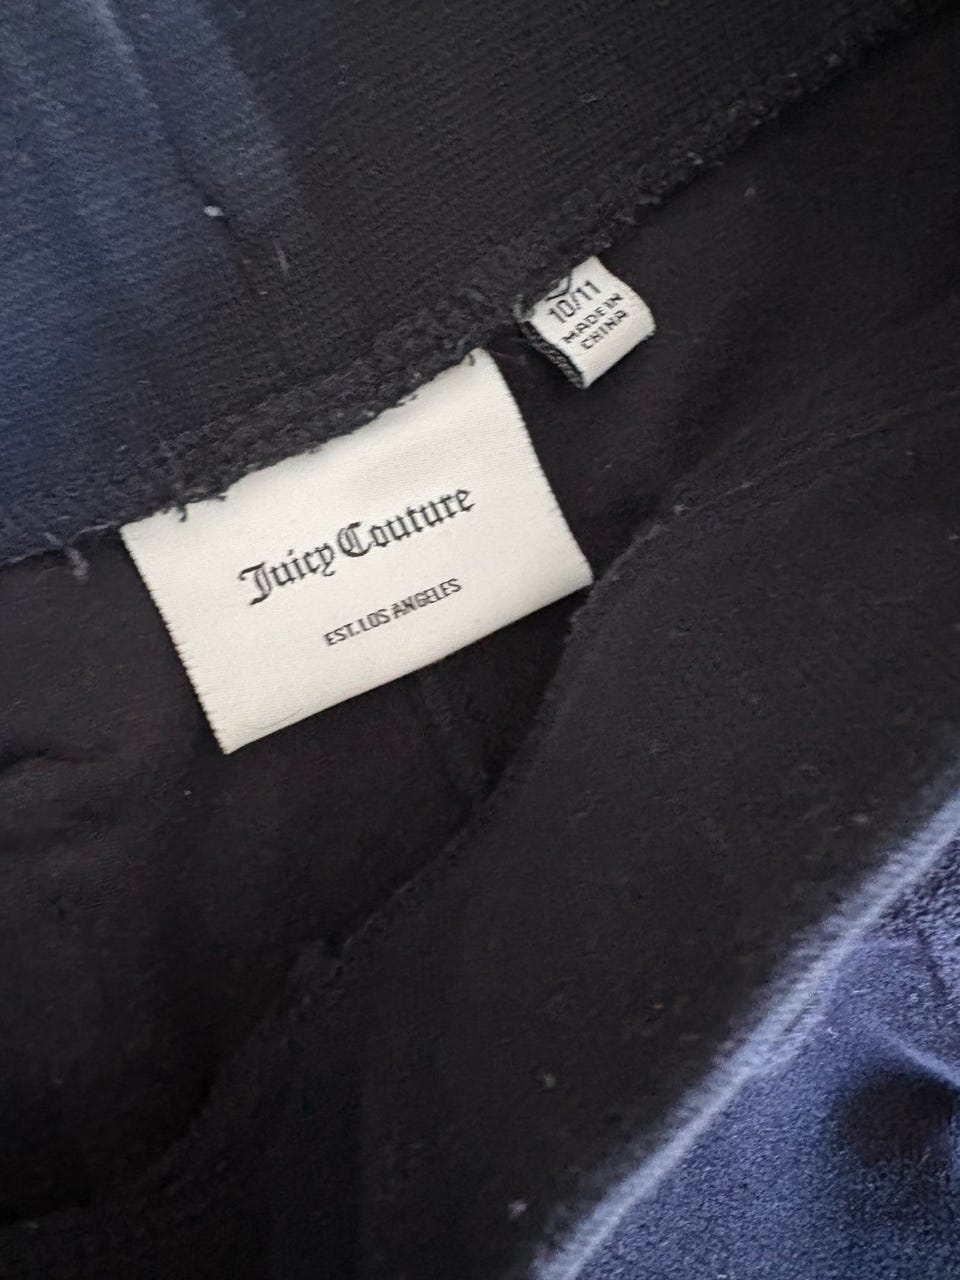 10/11
MADE IN
CHINA
Juicy Couture
EST. LOS ANGELES